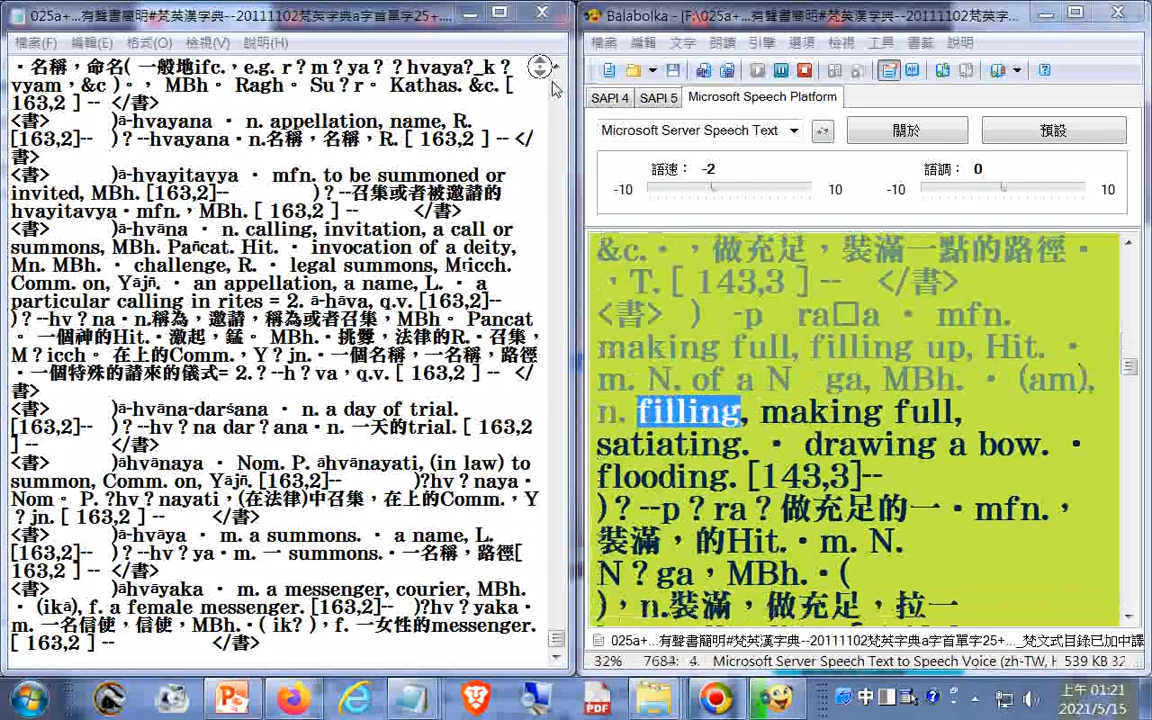 025a+...有聲書簡明#梵英漢字典--20111102梵英字典a字首單字25+...
檔案(F) 編輯(E) 格式(O) 檢視(V) 說明(H)
・名稱，命名( 一般地ifc.，e.g. r？m？ya？？hvaya?_k？
vyam，&c )。，MBh。Ragh。Su？r。Kathas. &c. [
163,2 ] -- </書>
)ā-hvayana ・ n. appellation, name, R.
[163,2]-- )？--hvayana・n.名稱，名稱，R. [ 163,2 ] -- </
書>
<書> )ā-hvayitavya ・ mfn. to be summoned or
invited, MBh. [163,2]-- )？--召集或者被邀請的
hvayitavya・mfn.，MBh. [ 163,2 ] -- </書>
<書> )ā-hvāna ・ n. calling, invitation, a call or
summons, MBh. Pañcat. Hit. ・ invocation of a deity,
Mn. MBh. ・ challenge, R. ・ legal summons, Mṛicch.
Comm. on, Yājñ. ・ an appellation, a name, L. ・ a
particular calling in rites = 2. ā-hāva, q.v. [163,2]--
)？--hv？na・n.稱為，邀請，稱為或者召集，MBh。Pancat
。一個神的Hit.・激起，錳。 MBh.・挑釁，法律的R.・召集，
M？icch。 在上的Comm.，Y？jn.・一個名稱，一名稱，路徑
・一個特殊的請來的儀式= 2.？--h？va，q.v. [ 163,2 ] -- </
書>
<書> )ā-hvāna-darśana ・ n. a day of trial.
[163,2]-- )？--hv？na dar？ana・n. 一天的trial. [ 163,2
] -- </書>
<書> )āhvānaya ・ Nom. P. āhvānayati, (in law) to
summon, Comm. on, Yājñ. [163,2]-- )?hv？naya・
Nom。P. ?hv？nayati，(在法律)中召集，在上的Comm.，Y
？jn. [ 163,2 ] -- </書>
<書> )ā-hvāya ・ m. a summons. ・ a name, L.
[163,2]-- )？--hv？ya・m. 一 summons.・一名稱，路徑[
163,2 ] -- </書>
<書> )āhvāyaka ・ m. a messenger, courier, MBh.
・ (ikā), f. a female messenger. [163,2]-- )?hv？yaka・
m. 一名信使，信使，MBh.・( ik？)，f. 一女性的messenger.
[ 163,2 ] -- </書>
Balabolka - [F:\025a+...有聲書簡明#梵英漢字典--20111102梵英字...
檔案 編輯 文字 朗讀 引擎 選項 檢視 工具 書籤 說明
SAPI 4 SAPI 5 Microsoft Speech Platform
Microsoft Server Speech Text 關於 預設
語速： -2 語調： 0
-10 10 -10 10
&c.・，做充足，裝滿一點的路徑・
，T. [ 143,3 ] -- </書>
<書> ) -p ra□a ・ mfn.
making full, filling up, Hit. ・
m. N. of a N ga, MBh. ・ (am),
n. filling, making full,
satiating. ・ drawing a bow. ・
flooding. [143,3]--
)？--p？ra？做充足的一・mfn.，
裝滿，的Hit.・m. N.
N？ga，MBh.・(
)，n.裝滿，做充足，拉一
025a+...有聲書簡明#梵英漢字典--20111102梵英字典a字首單字25+..._梵文式目錄已加中譯
32% 7684: 4. Microsoft Server Speech Text to Speech Voice (zh-TW, H 539 KB 32
中
上午 01:21
2021/5/15